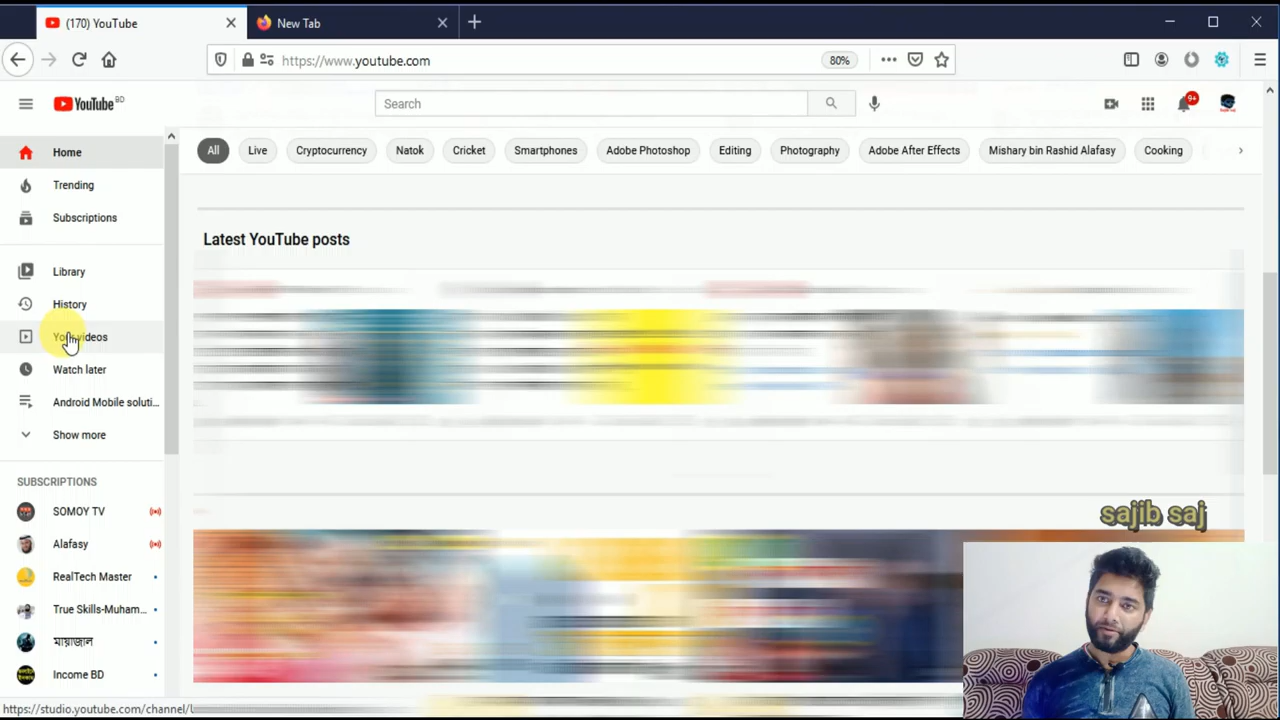 (170) YouTube
New Tab
https://www.youtube.com
80%
YouTube BD
Search
9+
Home
Trending
Subscriptions
Library
History
Your videos
Watch later
Android Mobile soluti...
Show more
SUBSCRIPTIONS
SOMOY TV
Alafasy
RealTech Master
True Skills-Muham...
মায়াজাল
Income BD
All
Live
Cryptocurrency
Natok
Cricket
Smartphones
Adobe Photoshop
Editing
Photography
Adobe After Effects
Mishary bin Rashid Alafasy
Cooking
Latest YouTube posts
sajib saj
https://studio.youtube.com/channel/